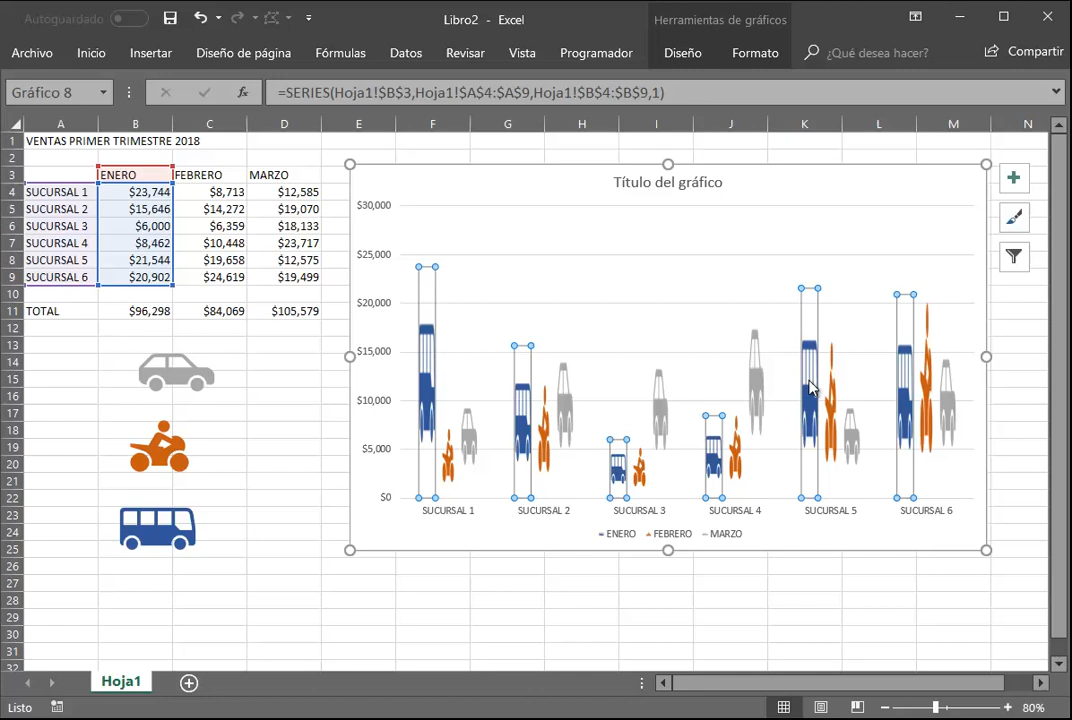 Autoguardado
Libro2 - Excel
Herramientas de gráficos
Archivo Inicio Insertar Diseño de página Fórmulas Datos Revisar Vista Programador Diseño Formato ¿Qué desea hacer? Compartir
Gráfico 8 fx =SERIES(Hoja1!$B$3,Hoja1!$A$4:$A$9,Hoja1!$B$4:$B$9,1)
A B C D E F G H I J K L M N
1 VENTAS PRIMER TRIMESTRE 2018
2
3 ENERO FEBRERO MARZO
4 SUCURSAL 1 $23,744 $8,713 $12,585
5 SUCURSAL 2 $15,646 $14,272 $19,070
6 SUCURSAL 3 $6,000 $6,359 $18,133
7 SUCURSAL 4 $8,462 $10,448 $23,717
8 SUCURSAL 5 $21,544 $19,658 $12,575
9 SUCURSAL 6 $20,902 $24,619 $19,499
10
11 TOTAL $96,298 $84,069 $105,579
12
13
14
15
16
17
18
19
20
21
22
23
24
25
26
27
28
29
30
31
32
Título del gráfico
$30,000
$25,000
$20,000
$15,000
$10,000
$5,000
$0
SUCURSAL 1 SUCURSAL 2 SUCURSAL 3 SUCURSAL 4 SUCURSAL 5 SUCURSAL 6
ENERO FEBRERO MARZO
Hoja1
Listo
80%